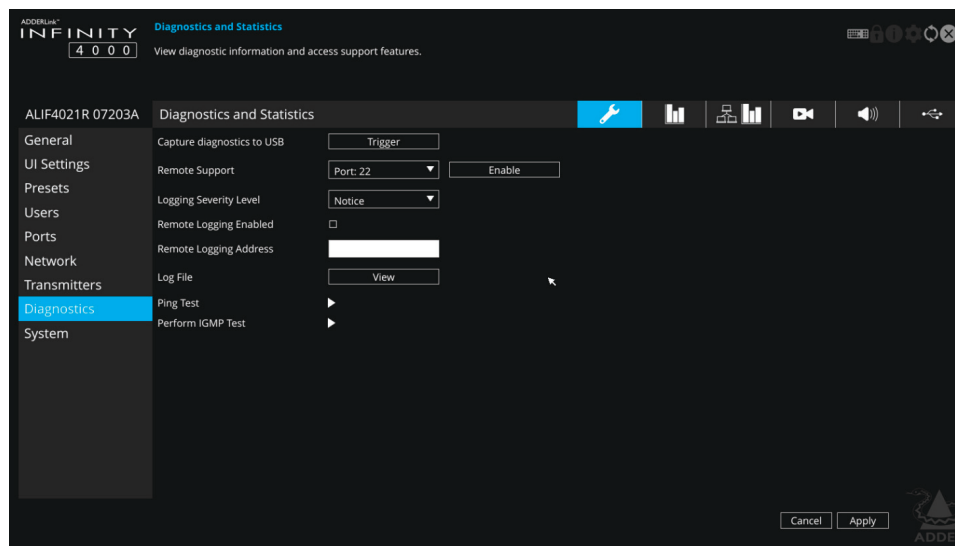 ADDERLink™
INFINITY
4000
Diagnostics and Statistics
View diagnostic information and access support features.
ALIF4021R 07203A
Diagnostics and Statistics
General
UI Settings
Presets
Users
Ports
Network
Transmitters
Diagnostics
System
Capture diagnostics to USB
Trigger
Remote Support
Port: 22
Enable
Logging Severity Level
Notice
Remote Logging Enabled
Remote Logging Address
Log File
View
Ping Test
Perform IGMP Test
Cancel
Apply
ADDE